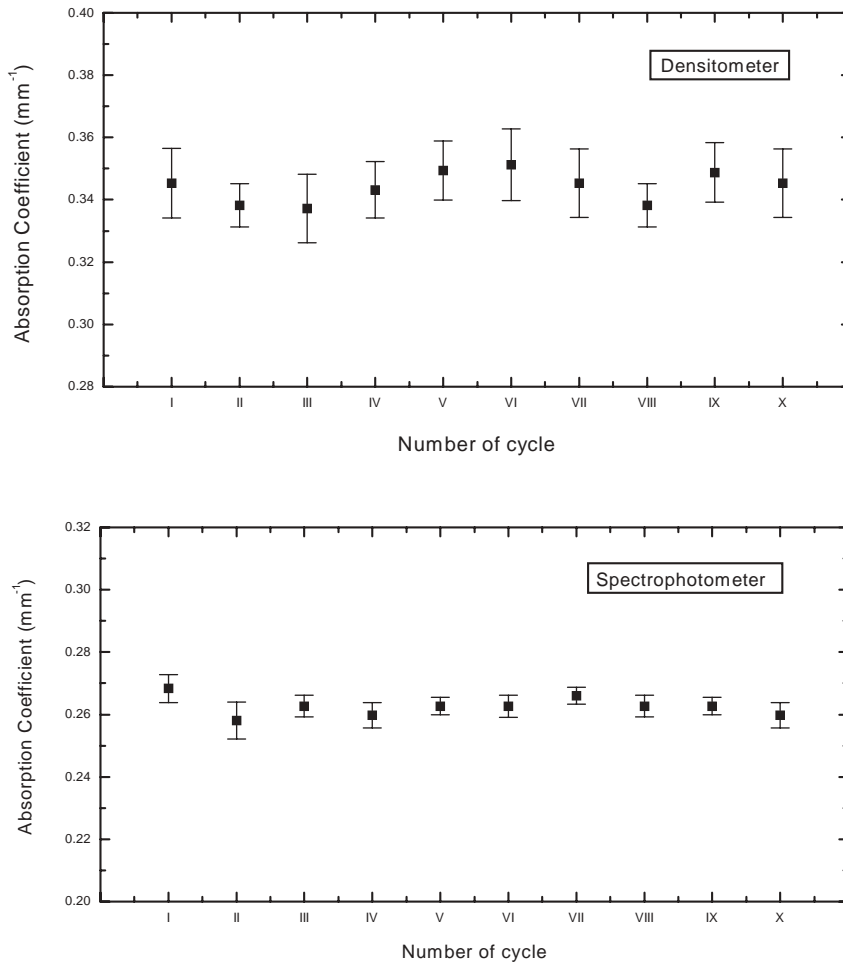 0.40
Densitometer
0.38
0.36
0.34
0.32
0.30
0.28
Absorption Coefficient (mm-1)
I II III IV V VI VII VIII IX X
Number of cycle
0.32
Spectrophotometer
0.30
0.28
0.26
0.24
0.22
0.20
Absorption Coefficient (mm-1)
I II III IV V VI VII VIII IX X
Number of cycle